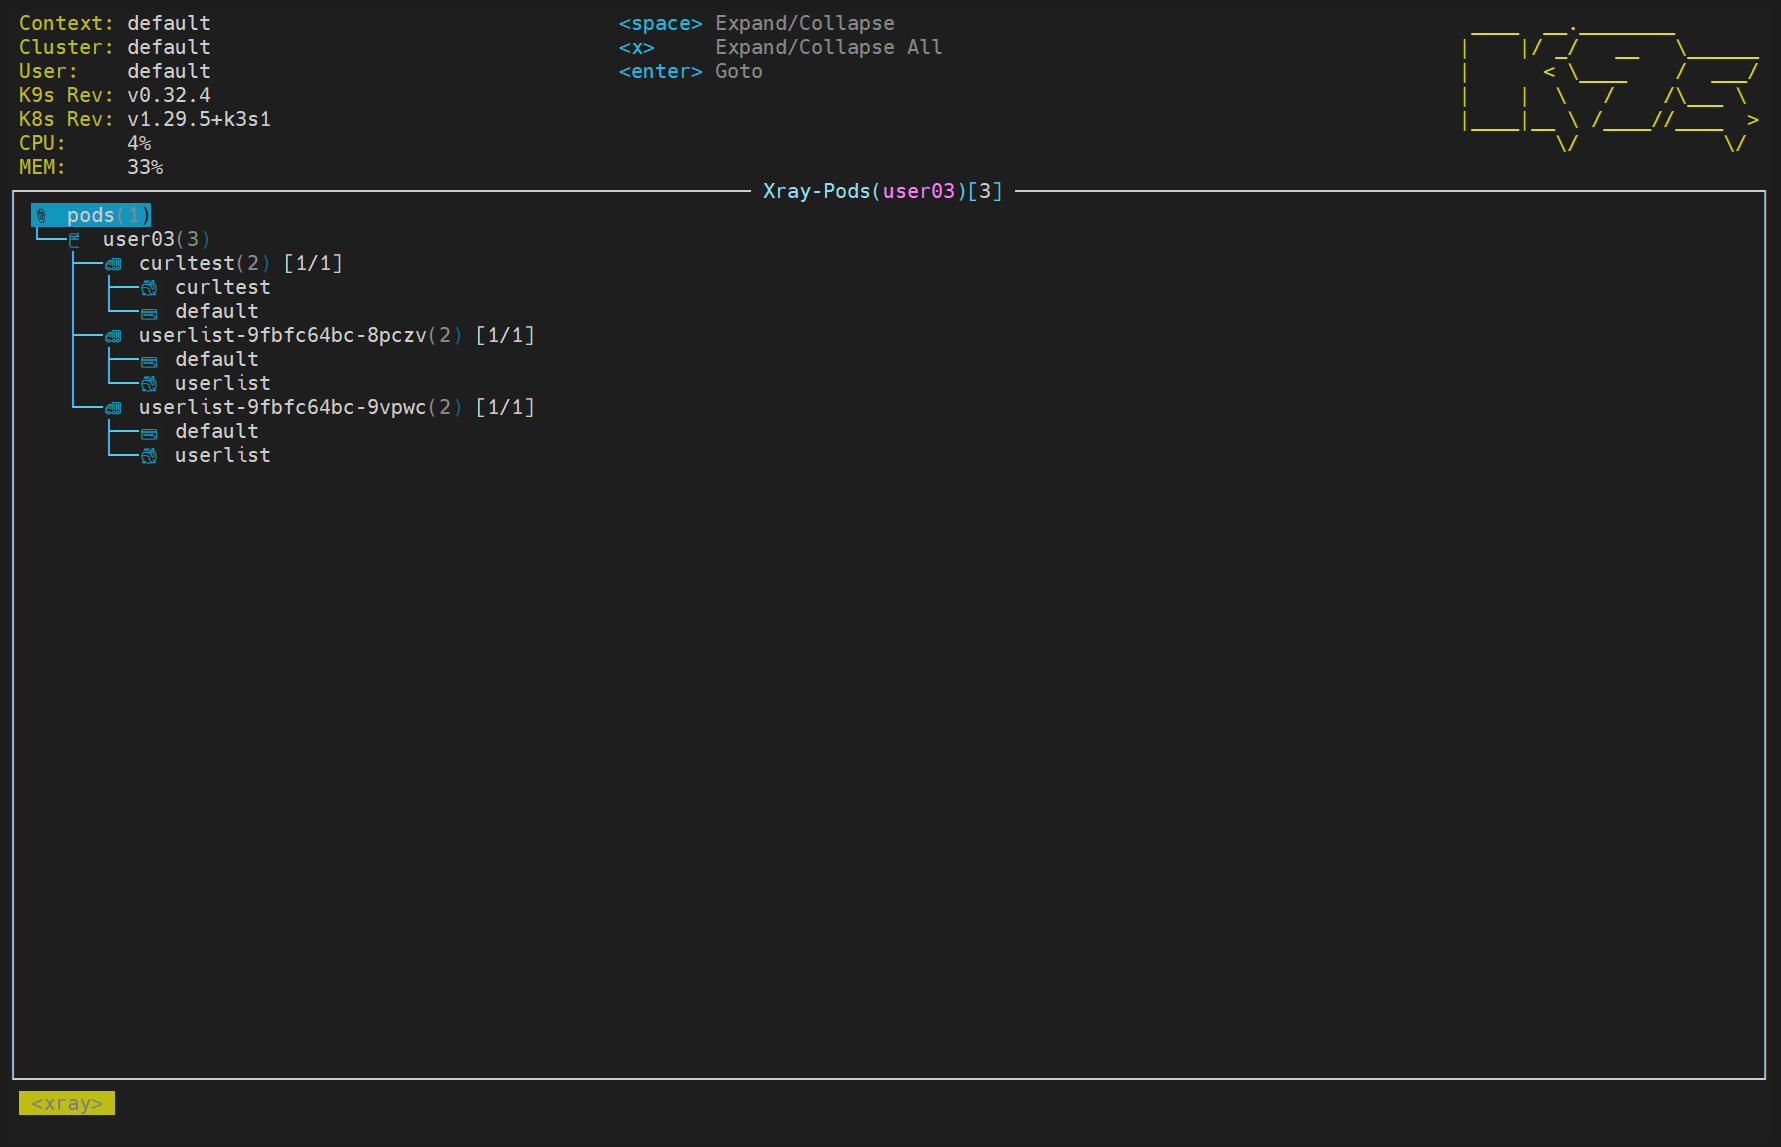 Context: default
Cluster: default
User: default
K9s Rev: v0.32.4
K8s Rev: v1.29.5+k3s1
CPU: 4%
MEM: 33%
<space> Expand/Collapse
<x> Expand/Collapse All
<enter> Goto
K9s
Xray-Pods(user03)[3]
pods(1)
user03(3)
curltest(2) [1/1]
curltest
default
userlist-9fbfc64bc-8pczv(2) [1/1]
default
userlist
userlist-9fbfc64bc-9vpwc(2) [1/1]
default
userlist
<xray>